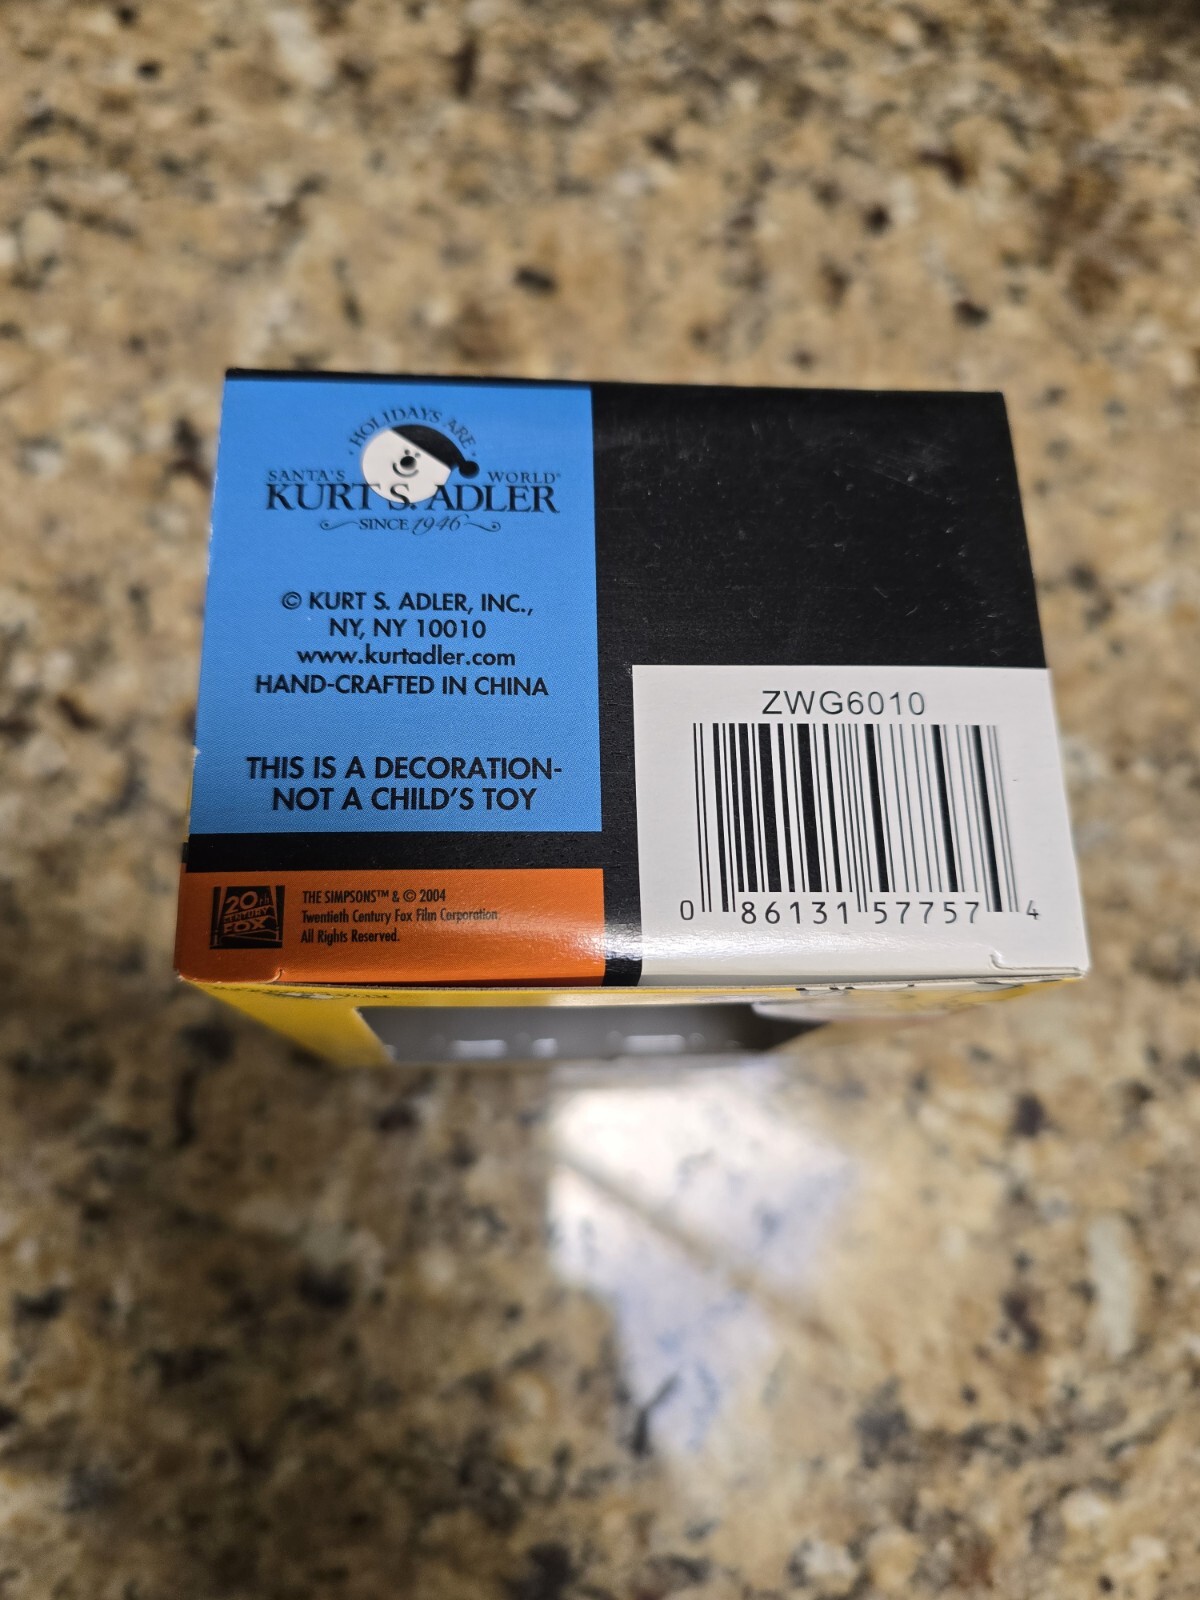 HOLIDAYS ARE
SANTA'S WORLD®
KURT S. ADLER
SINCE 1946
© KURT S. ADLER, INC.,
NY, NY 10010
www.kurtadler.com
HAND-CRAFTED IN CHINA
THIS IS A DECORATION-
NOT A CHILD'S TOY
20th
CENTURY
FOX
THE SIMPSONS™ & © 2004
Twentieth Century Fox Film Corporation.
All Rights Reserved.
ZWG6010
0 86131 57757 4